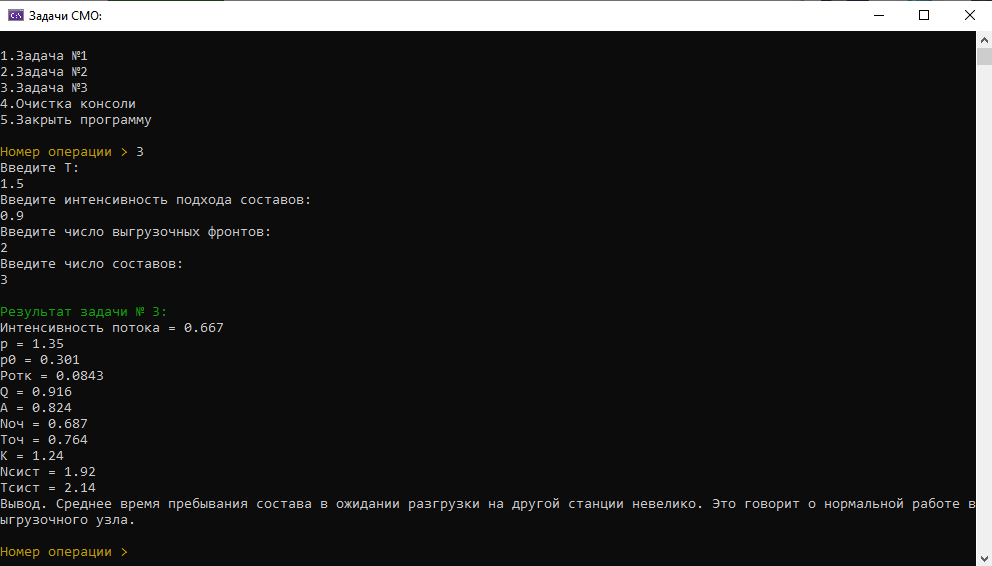 Задачи СМО:
1.Задача №1
2.Задача №2
3.Задача №3
4.Очистка консоли
5.Закрыть программу
Номер операции > 3
Введите T:
1.5
Введите интенсивность подхода составов:
0.9
Введите число выгрузочных фронтов:
2
Введите число составов:
3
Результат задачи № 3:
Интенсивность потока = 0.667
p = 1.35
p0 = 0.301
Pотк = 0.0843
Q = 0.916
A = 0.824
Nоч = 0.687
Tоч = 0.764
K = 1.24
Nсист = 1.92
Tсист = 2.14
Вывод. Среднее время пребывания состава в ожидании разгрузки на другой станции невелико. Это говорит о нормальной работе в
ыгрузочного узла.
Номер операции >